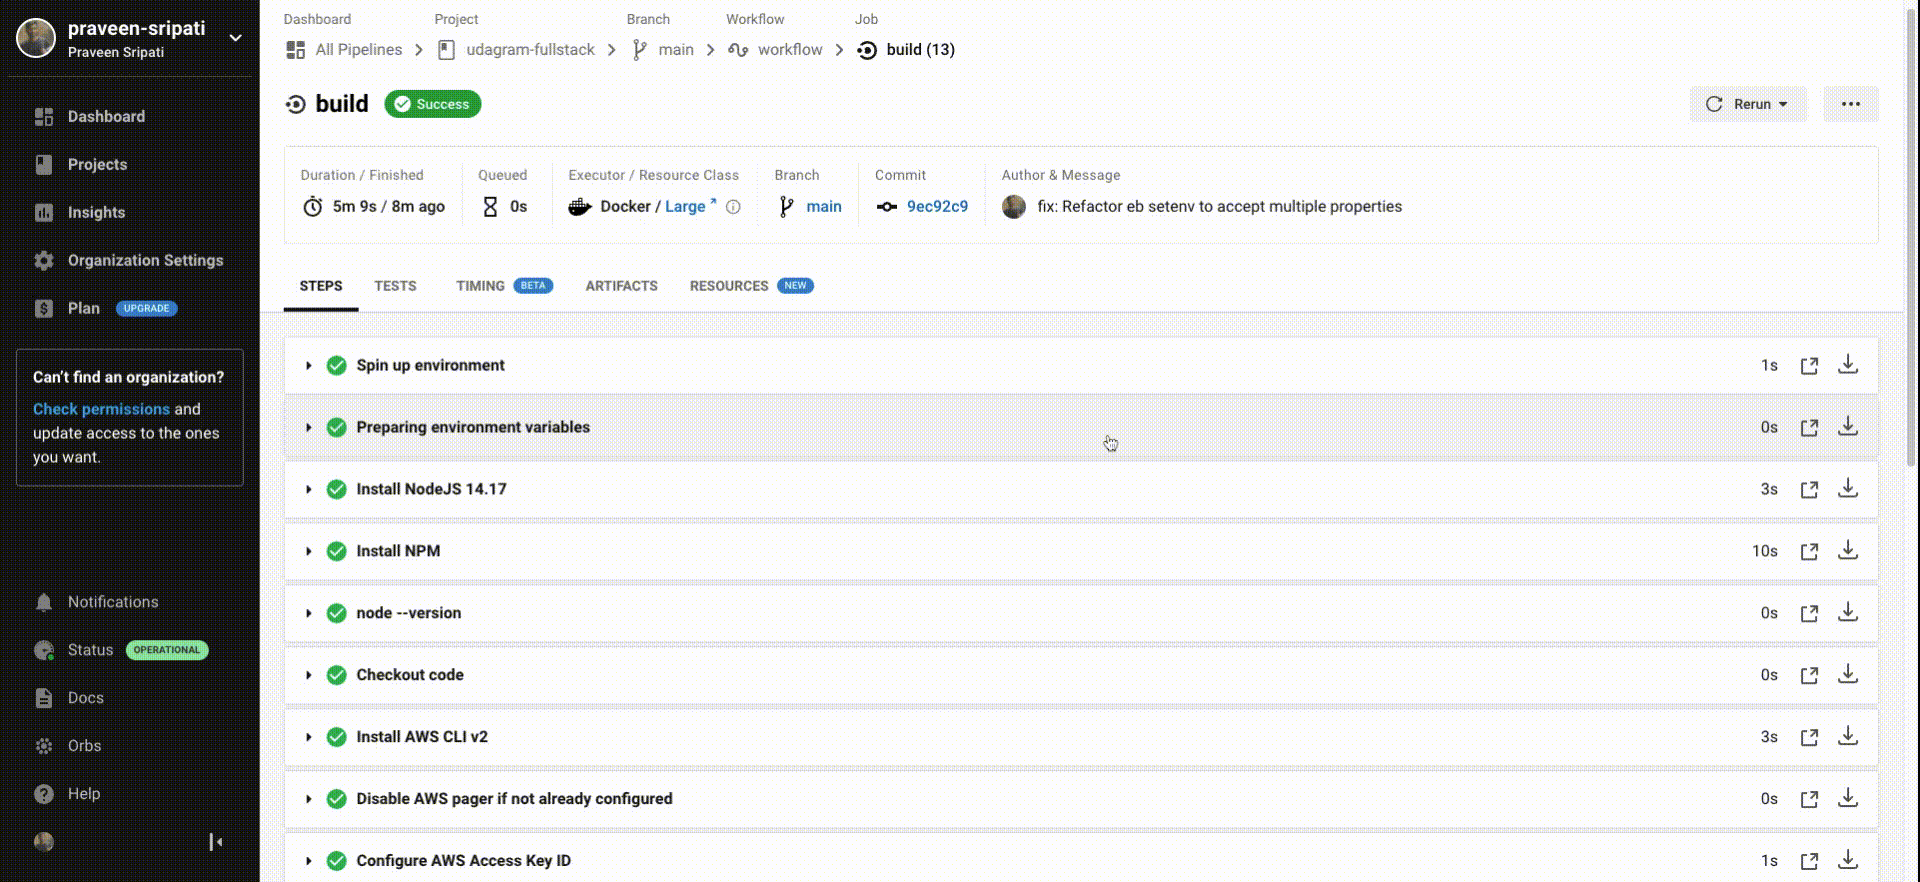 praveen-sripati
Praveen Sripati
Dashboard
Projects
Insights
Organization Settings
Plan UPGRADE
Can't find an organization?
Check permissions and
update access to the ones
you want.
Notifications
Status OPERATIONAL
Docs
Orbs
Help
Dashboard Project Branch Workflow Job
All Pipelines udagram-fullstack main workflow build (13)
build Success Rerun
Duration / Finished Queued Executor / Resource Class Branch Commit Author & Message
5m 9s / 8m ago 0s Docker / Large main 9ec92c9 fix: Refactor eb setenv to accept multiple properties
STEPS TESTS TIMING BETA ARTIFACTS RESOURCES NEW
Spin up environment 1s
Preparing environment variables 0s
Install NodeJS 14.17 3s
Install NPM 10s
node --version 0s
Checkout code 0s
Install AWS CLI v2 3s
Disable AWS pager if not already configured 0s
Configure AWS Access Key ID 1s